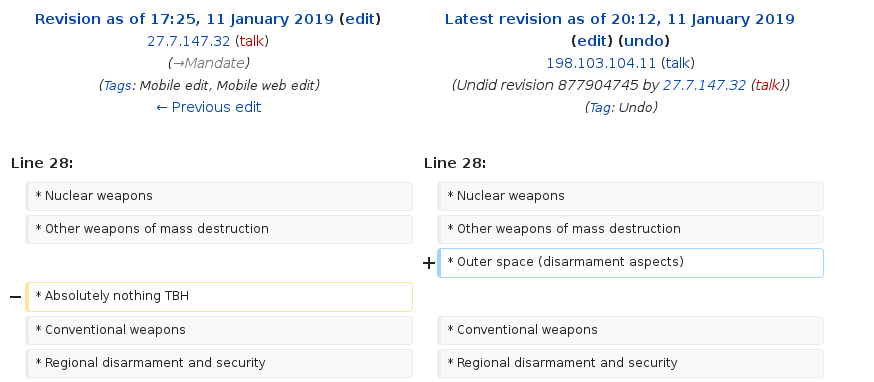 Revision as of 17:25, 11 January 2019 (edit)
27.7.147.32 (talk)
(→Mandate)
(Tags: Mobile edit, Mobile web edit)
← Previous edit
Latest revision as of 20:12, 11 January 2019
(edit) (undo)
198.103.104.11 (talk)
(Undid revision 877904745 by 27.7.147.32 (talk))
(Tag: Undo)
Line 28:
* Nuclear weapons
* Other weapons of mass destruction
− * Absolutely nothing TBH
* Conventional weapons
* Regional disarmament and security
Line 28:
* Nuclear weapons
* Other weapons of mass destruction
+ * Outer space (disarmament aspects)
* Conventional weapons
* Regional disarmament and security